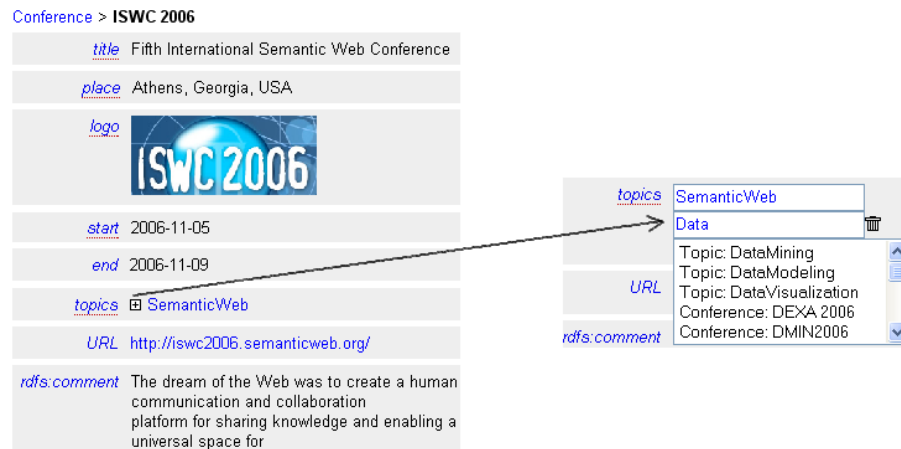 Conference > ISWC 2006
title Fifth International Semantic Web Conference
place Athens, Georgia, USA
logo
ISWC 2006
start 2006-11-05
end 2006-11-09
topics SemanticWeb
URL http://iswc2006.semanticweb.org/
rdfs:comment The dream of the Web was to create a human
communication and collaboration
platform for sharing knowledge and enabling a
universal space for
topics SemanticWeb
Data
Topic: DataMining
Topic: DataModeling
URL
Topic: DataVisualization
Conference: DEXA 2006
rdfs:comment Conference: DMIN2006